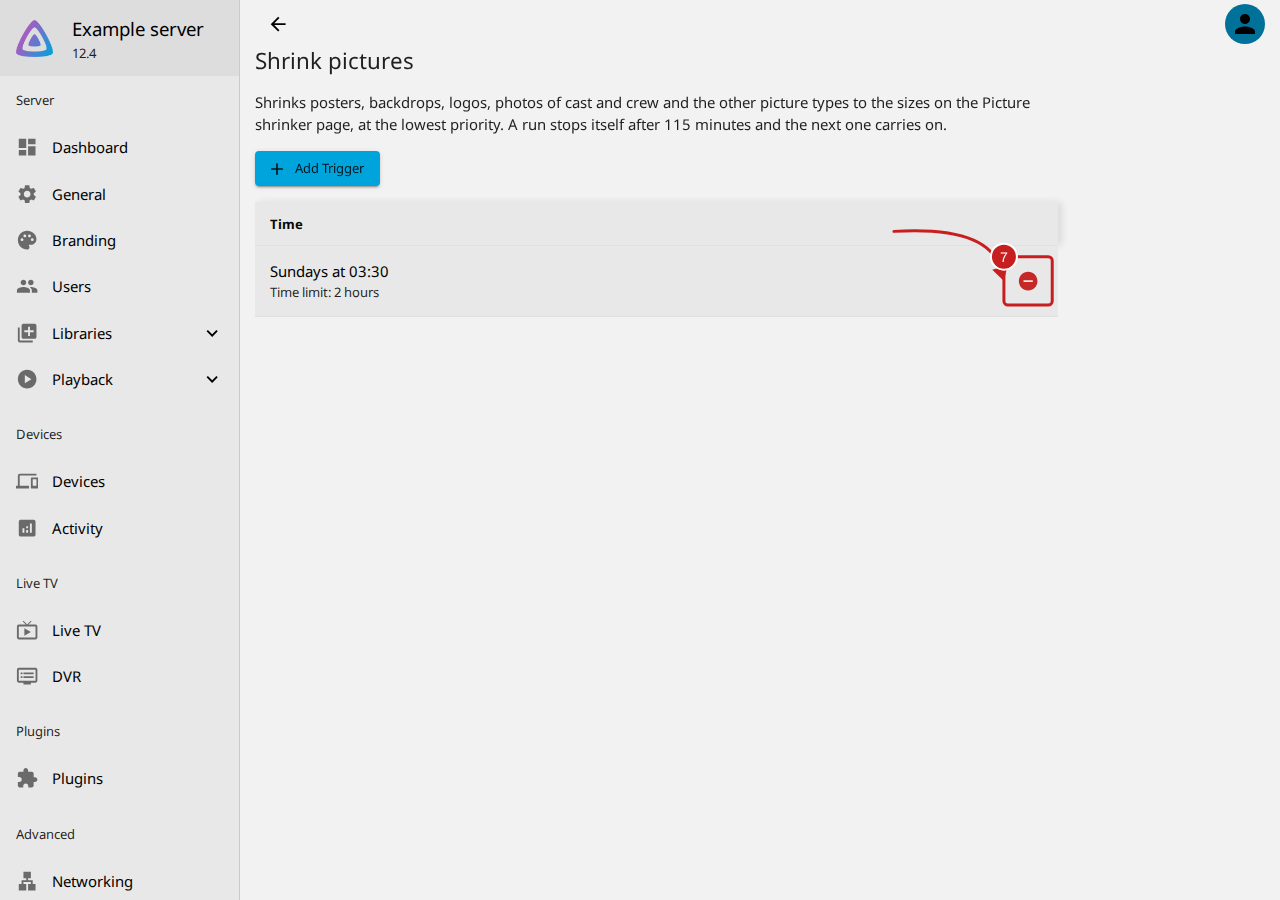 Example server
12.4
Server
Dashboard
General
Branding
Users
Libraries
Playback
Devices
Devices
Activity
Live TV
Live TV
DVR
Plugins
Plugins
Advanced
Networking
Shrink pictures
Shrinks posters, backdrops, logos, photos of cast and crew and the other picture types to the sizes on the Picture
shrinker page, at the lowest priority. A run stops itself after 115 minutes and the next one carries on.
Add Trigger
Time
Sundays at 03:30
Time limit: 2 hours
7